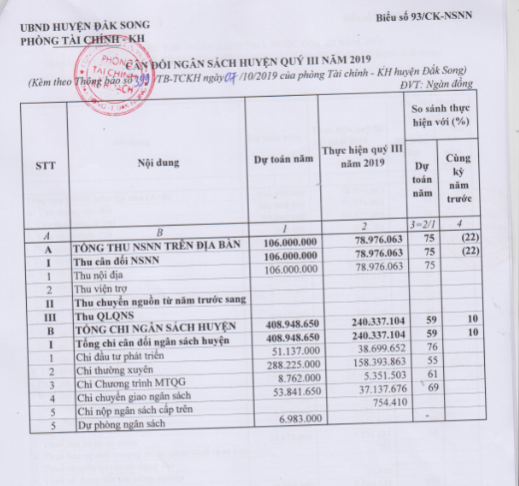 UBND HUYỆN ĐẮK SONG
Biểu số 93/CK-NSNN
PHÒNG TÀI CHÍNH - KH
CÂN ĐỐI NGÂN SÁCH HUYỆN QUÝ III NĂM 2019
(Kèm theo Thông báo số /TB-TCKH ngày 07/10/2019 của phòng Tài chính - KH huyện Đắk Song)
ĐVT: Ngàn đồng
STT Nội dung Dự toán năm Thực hiện quý III năm 2019 So sánh thực hiện với (%)
Dự toán năm Cùng kỳ năm trước
A B 1 2 3=2/1 4
A TỔNG THU NSNN TRÊN ĐỊA BÀN 106.000.000 78.976.063 75 (22)
I Thu cân đối NSNN 106.000.000 78.976.063 75 (22)
1 Thu nội địa 106.000.000 78.976.063 75
2 Thu viện trợ
II Thu chuyển nguồn từ năm trước sang
III Thu QLQNS
B TỔNG CHI NGÂN SÁCH HUYỆN 408.948.650 240.337.104 59 10
I Tổng chi cân đối ngân sách huyện 408.948.650 240.337.104 59 10
1 Chi đầu tư phát triển 51.137.000 38.699.652 76
2 Chi thường xuyên 288.225.000 158.393.863 55
3 Chi Chương trình MTQG 8.762.000 5.351.503 61
4 Chi chuyển giao ngân sách 53.841.650 37.137.676 69
5 Chi nộp ngân sách cấp trên 754.410
5 Dự phòng ngân sách 6.983.000 -